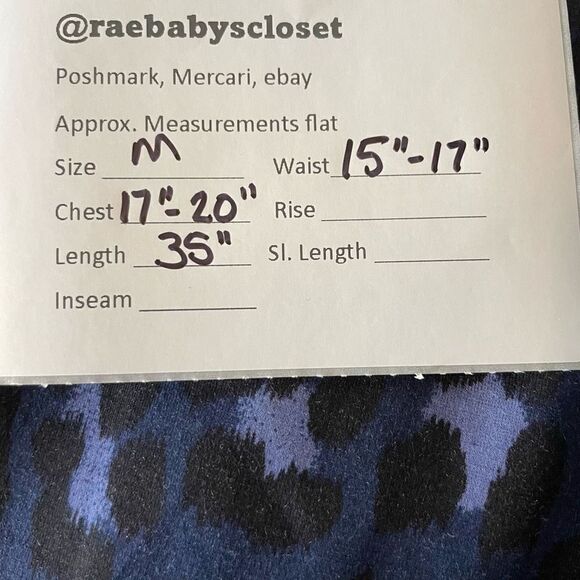 @raebabyscloset
Poshmark, Mercari, ebay
Approx. Measurements flat
Size M Waist 15"-17"
Chest 17"-20" Rise
Length 35" Sl. Length
Inseam